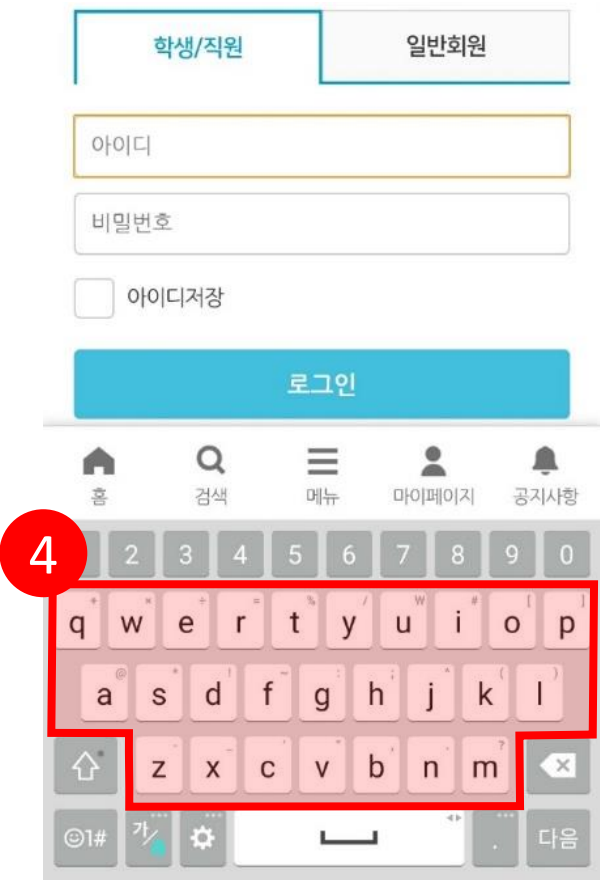 학생/직원 일반회원
아이디
비밀번호
아이디저장
로그인
홈 검색 메뉴 마이페이지 공지사항
4
2 3 4 5 6 7 8 9 0
q w e r t y u i o p
a s d f g h j k l
z x c v b n m
☺1# 가/ . 다음